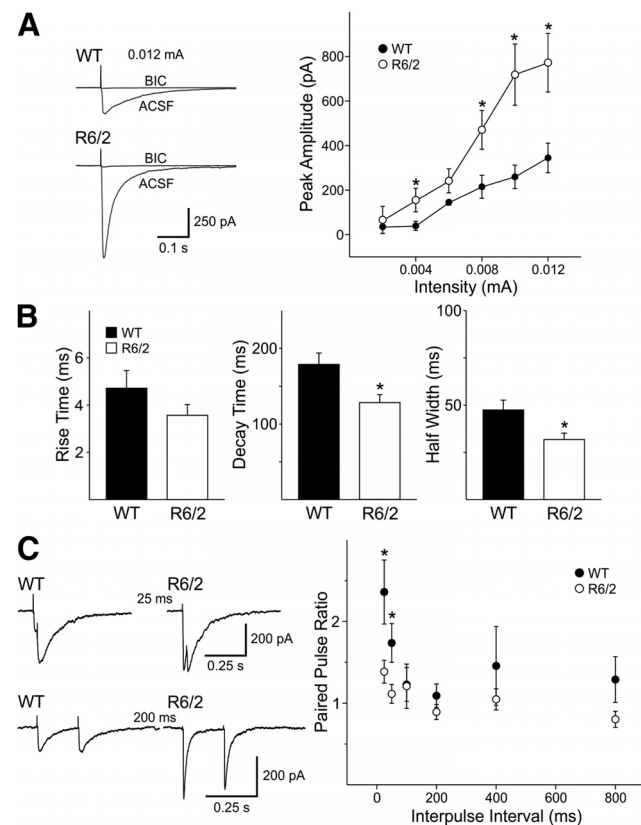 A
WT 0.012 mA
BIC
ACSF
R6/2
BIC
ACSF
250 pA
0.1 s
Peak Amplitude (pA)
800
600
400
200
0
WT
R6/2
* * * * *
0.004 0.008 0.012
Intensity (mA)
B
Rise Time (ms)
6
4
2
WT
R6/2
WT R6/2
Decay Time (ms)
200
100
*
WT R6/2
Half Width (ms)
100
50
*
WT R6/2
C
WT R6/2
25 ms
200 pA
0.25 s
WT R6/2
200 ms
200 pA
0.25 s
Paired Pulse Ratio
2
1
* *
WT
R6/2
0 200 400 600 800
Interpulse Interval (ms)